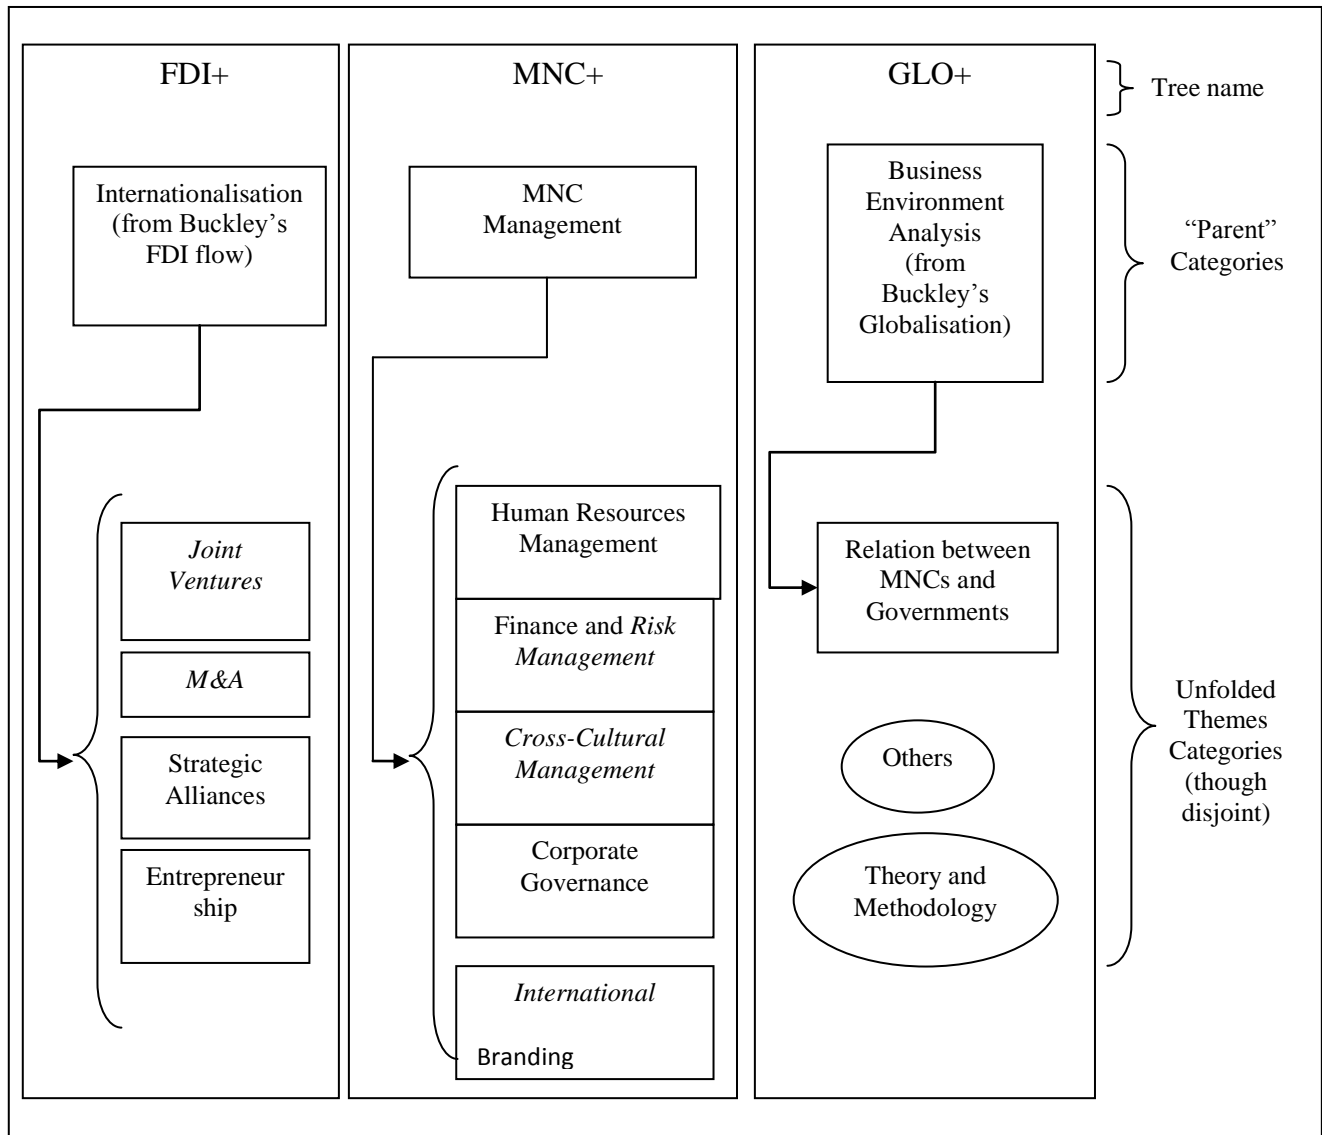 FDI+
Internationalisation
(from Buckley’s
FDI flow)
Joint
Ventures
M&A
Strategic
Alliances
Entrepreneur
ship
MNC+
MNC
Management
Human Resources
Management
Finance and Risk
Management
Cross-Cultural
Management
Corporate
Governance
International
Branding
GLO+
Business
Environment
Analysis
(from
Buckley’s
Globalisation)
Relation between
MNCs and
Governments
Others
Theory and
Methodology
Tree name
“Parent”
Categories
Unfolded
Themes
Categories
(though
disjoint)